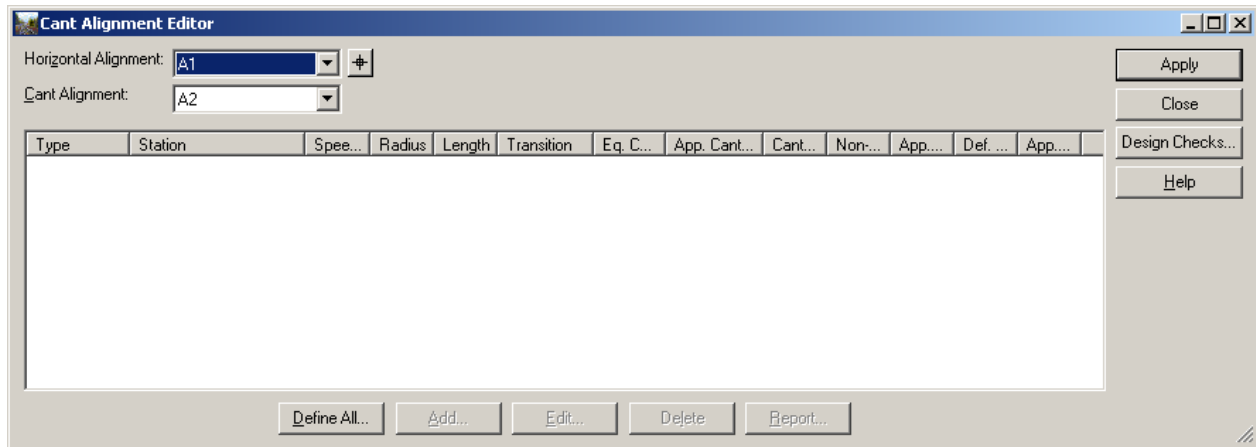 Cant Alignment Editor
Horizontal Alignment: A1
Cant Alignment: A2
Apply
Close
Design Checks...
Help
Type Station Spee... Radius Length Transition Eq. C... App. Cant... Cant... Non-... App.... Def. ... App....
Define All... Add... Edit... Delete Report...